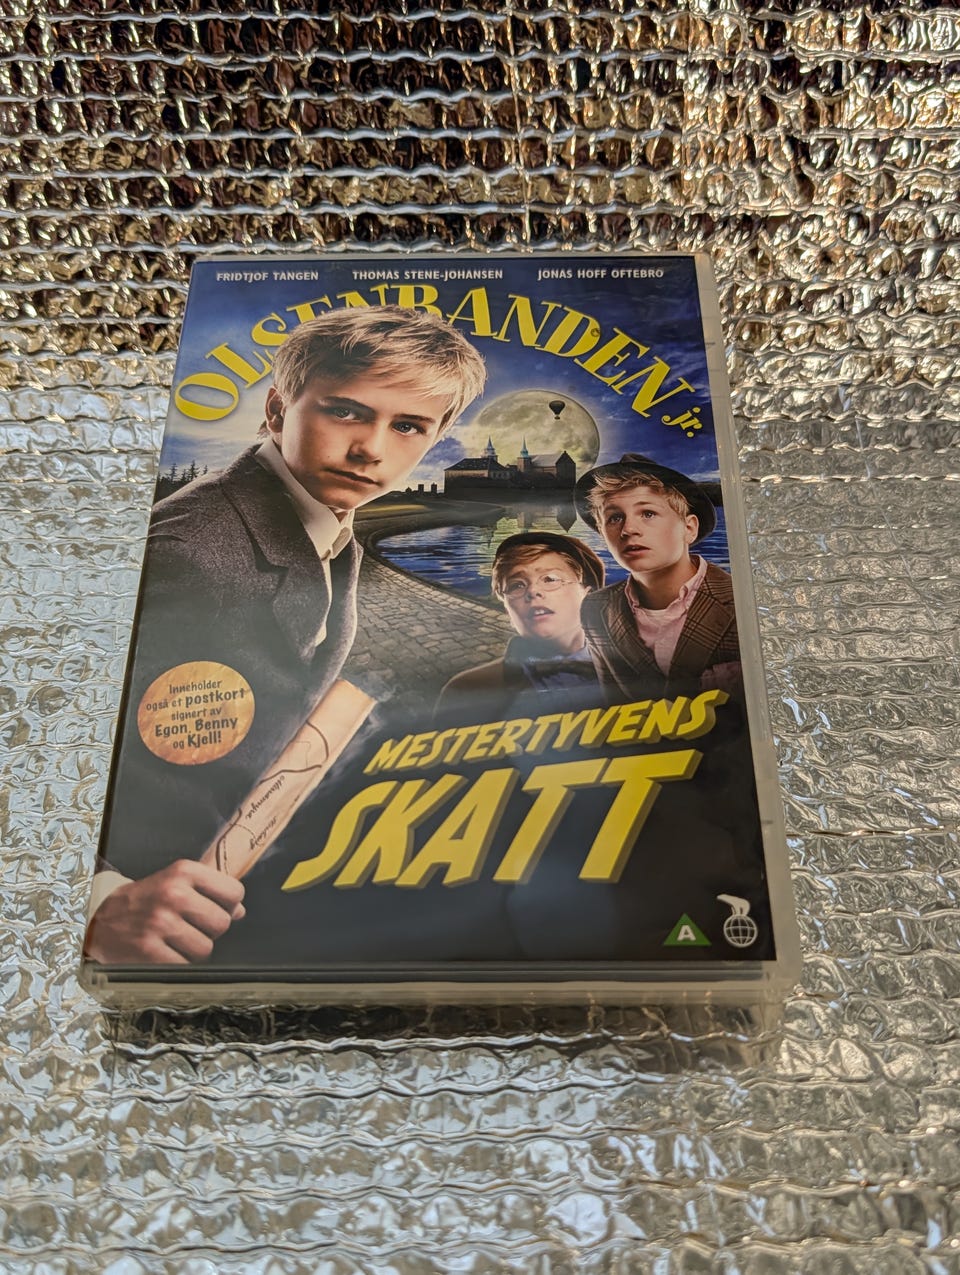 FRIDTJOF TANGEN THOMAS STENE-JOHANSEN JONAS HOFF OFTEBRO
OLSENBANDEN jr.
Inneholder
også et postkort
signert av
Egon, Benny
og Kjell!
MESTERTYVENS
SKATT
A